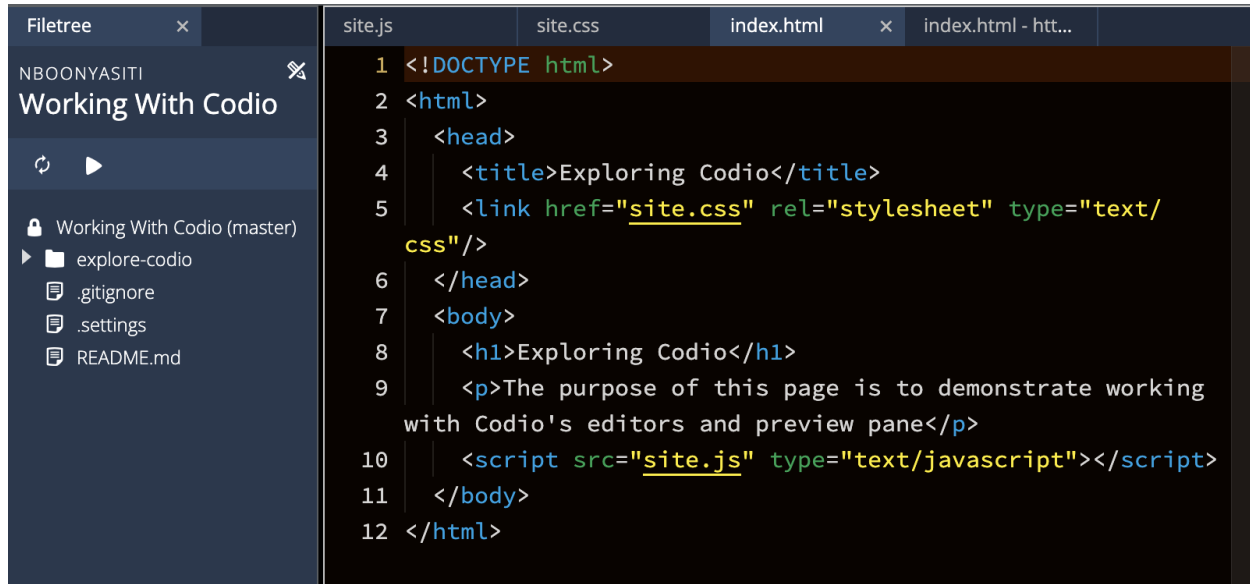 Filetree ×
NBOONYASITI
Working With Codio
Working With Codio (master)
explore-codio
.gitignore
.settings
README.md
site.js site.css index.html × index.html - htt...
1 <!DOCTYPE html>
2 <html>
3 <head>
4 <title>Exploring Codio</title>
5 <link href="site.css" rel="stylesheet" type="text/
css"/>
6 </head>
7 <body>
8 <h1>Exploring Codio</h1>
9 <p>The purpose of this page is to demonstrate working
with Codio's editors and preview pane</p>
10 <script src="site.js" type="text/javascript"></script>
11 </body>
12 </html>